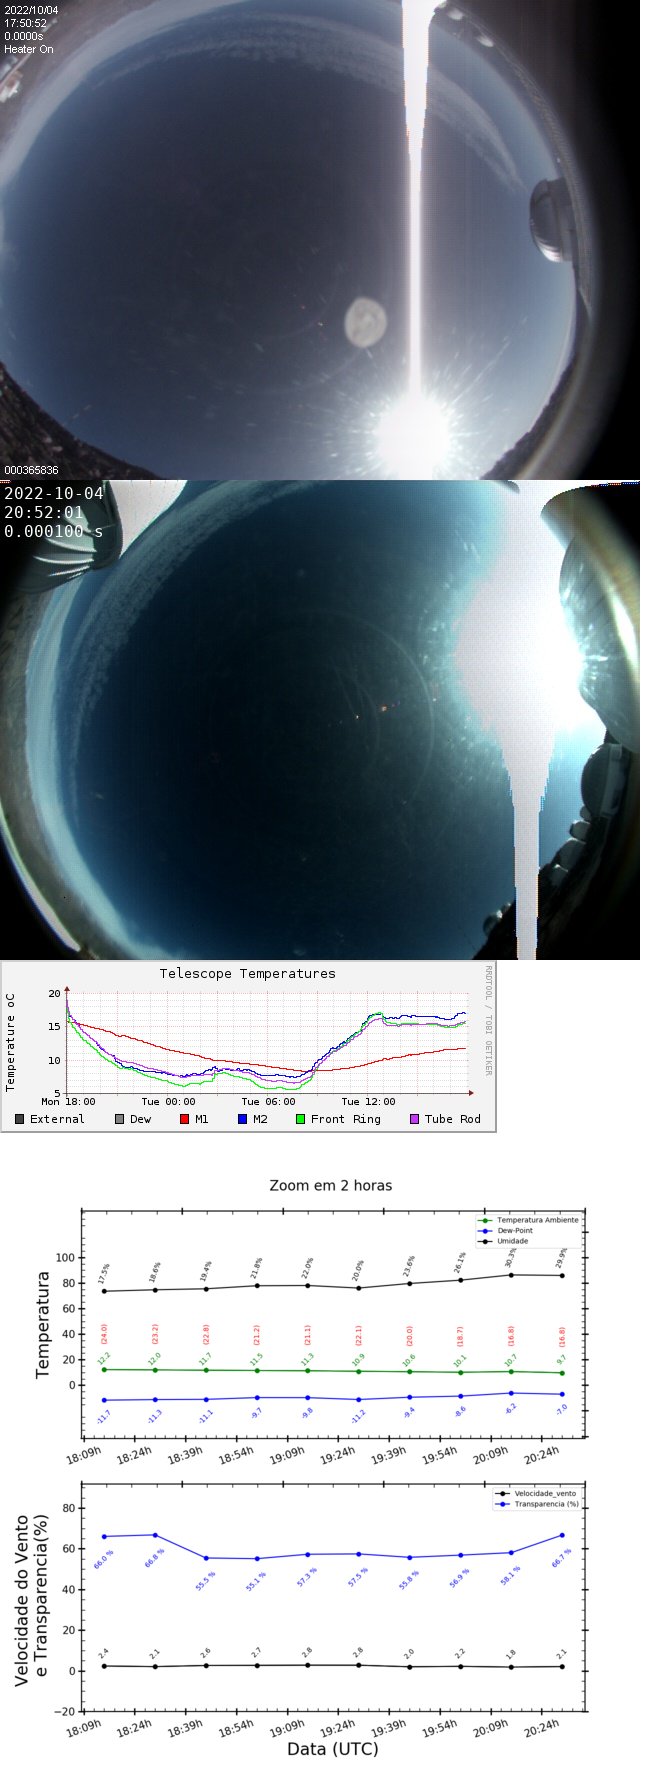 2022/10/04
17:50:52
0.0000s
Heater On
000365836
2022-10-04
20:52:01
0.000100 s
Telescope Temperatures
RRDTOOL / TOBI OETIKER
Temperature oC
20
15
10
5
Mon 18:00 Tue 00:00 Tue 06:00 Tue 12:00
External Dew M1 M2 Front Ring Tube Rod
Zoom em 2 horas
Temperatura Ambiente
Dew-Point
Umidade
Temperatura
100
80
60
40
20
0
17.5% 18.6% 19.4% 21.8% 22.0% 20.0% 23.6% 26.1% 30.3% 29.9%
(24.0) (23.2) (22.8) (21.2) (21.1) (22.1) (20.0) (18.7) (16.8) (16.8)
12.2 12.0 11.7 11.5 11.3 10.9 10.6 10.1 9.7
-11.7 -11.3 -11.1 -9.7 -9.8 -11.2 -9.4 -8.6 -6.2 -7.0
18:09h 18:24h 18:39h 18:54h 19:09h 19:24h 19:39h 19:54h 20:09h 20:24h
Velocidade_vento
Transparencia (%)
Velocidade do Vento
e Transparencia(%)
80
60
40
20
0
−20
66.0 % 66.8 % 55.5 % 55.1 % 57.3 % 57.5 % 55.8 % 56.9 % 58.1 % 66.7 %
2.4 2.1 2.6 2.7 2.8 2.8 2.0 2.2 1.8 2.1
18:09h 18:24h 18:39h 18:54h 19:09h 19:24h 19:39h 19:54h 20:09h 20:24h
Data (UTC)